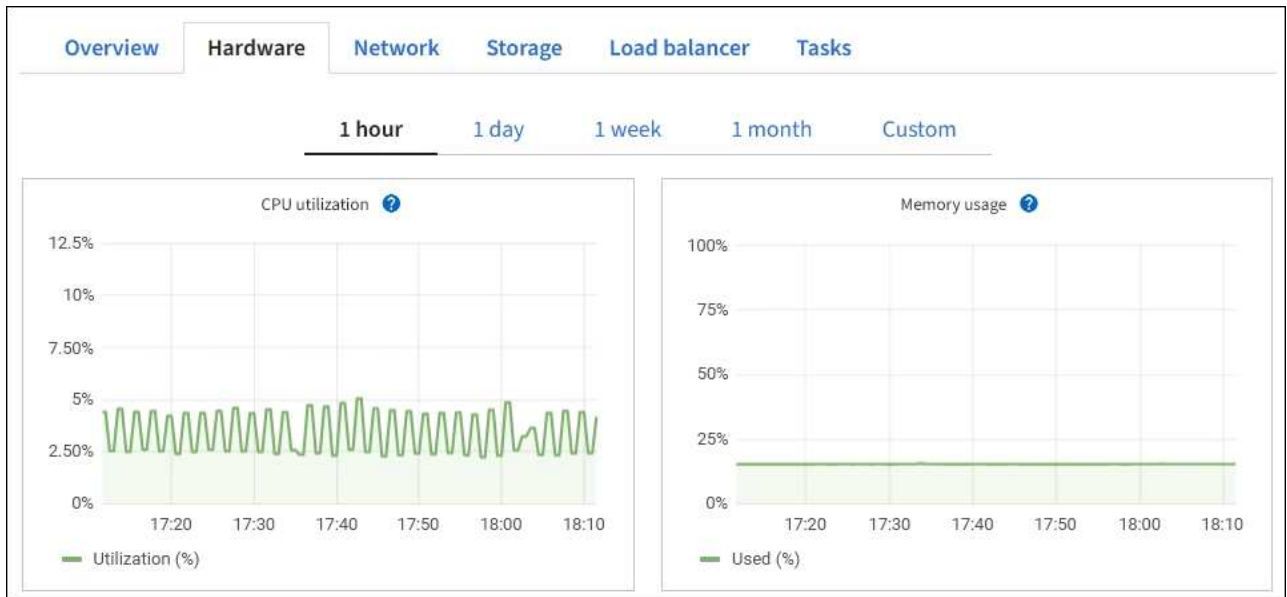 Overview Hardware Network Storage Load balancer Tasks
1 hour 1 day 1 week 1 month Custom
CPU utilization ?
12.5%
10%
7.50%
5%
2.50%
0%
17:20 17:30 17:40 17:50 18:00 18:10
Utilization (%)
Memory usage ?
100%
75%
50%
25%
0%
17:20 17:30 17:40 17:50 18:00 18:10
Used (%)